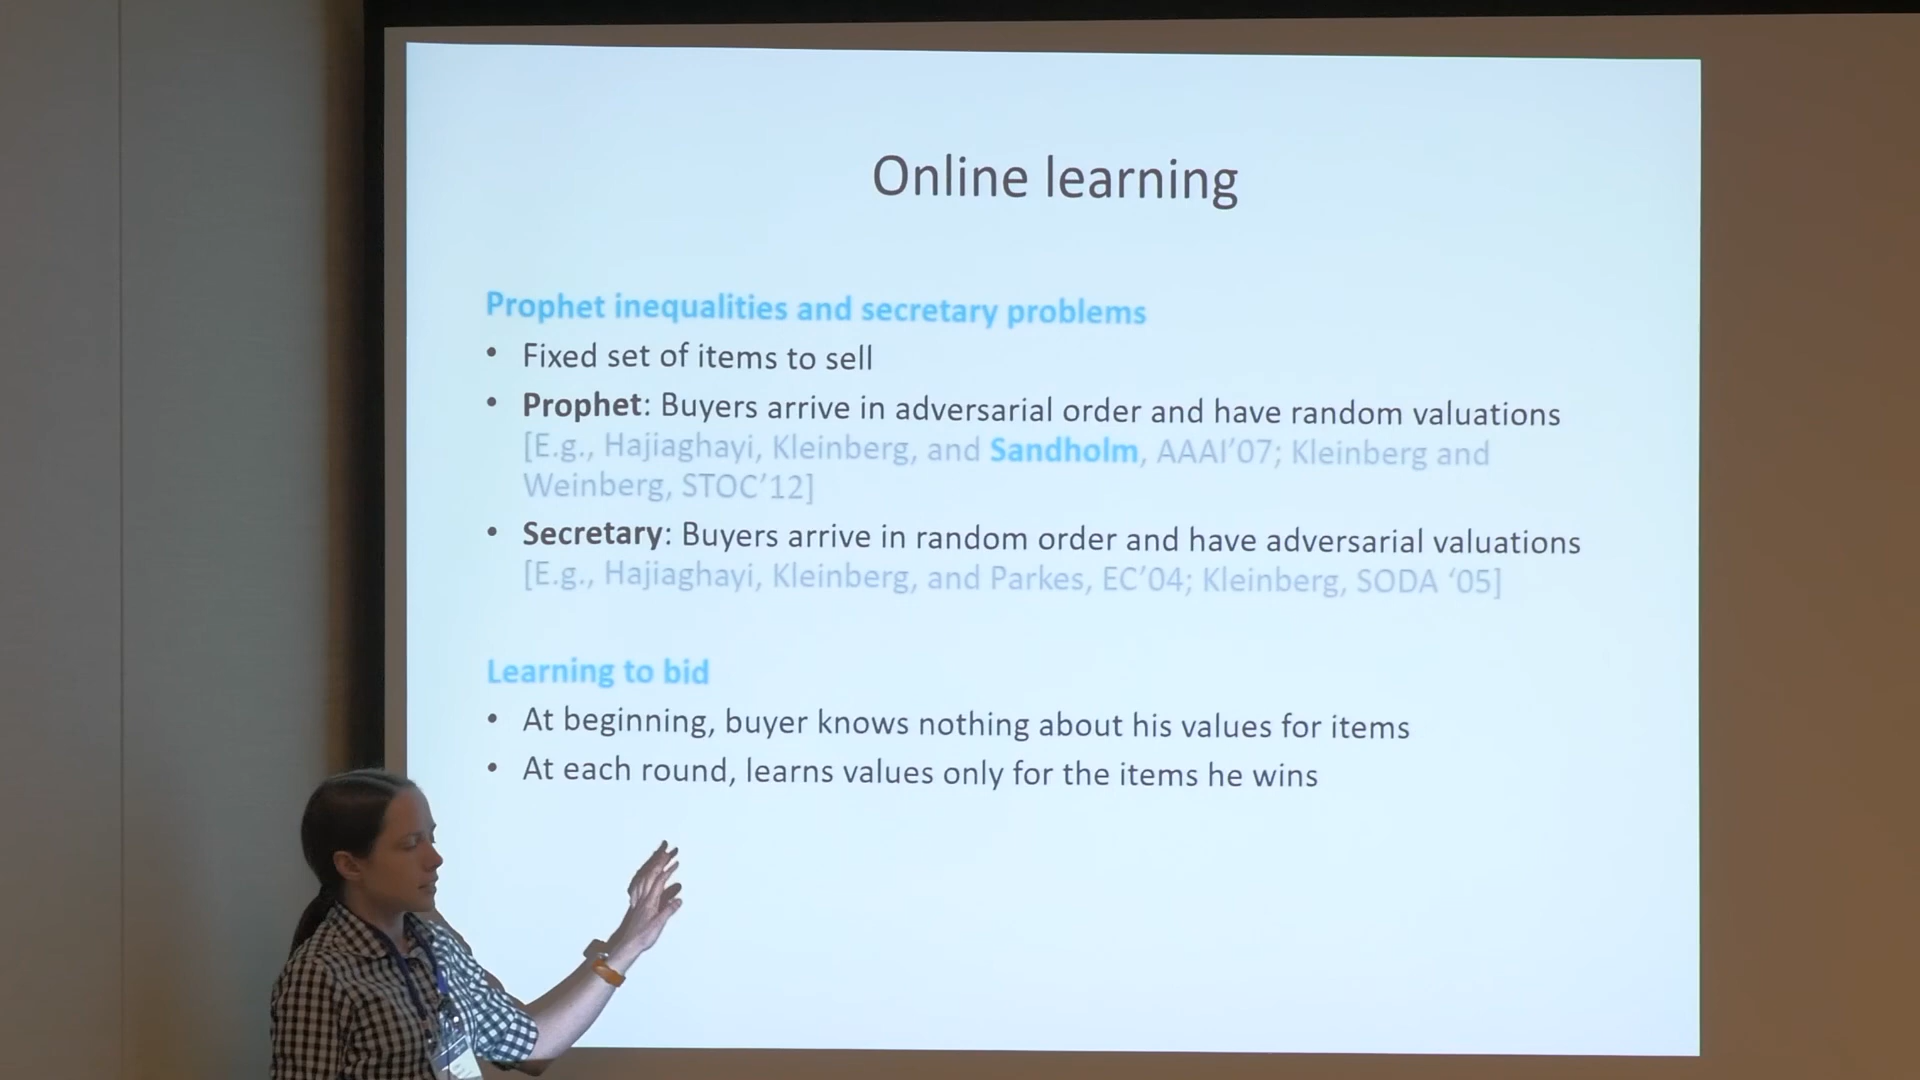 Online learning
Prophet inequalities and secretary problems
• Fixed set of items to sell
• Prophet: Buyers arrive in adversarial order and have random valuations
[E.g., Hajiaghayi, Kleinberg, and Sandholm, AAAI’07; Kleinberg and
Weinberg, STOC’12]
• Secretary: Buyers arrive in random order and have adversarial valuations
[E.g., Hajiaghayi, Kleinberg, and Parkes, EC’04; Kleinberg, SODA ‘05]
Learning to bid
• At beginning, buyer knows nothing about his values for items
• At each round, learns values only for the items he wins